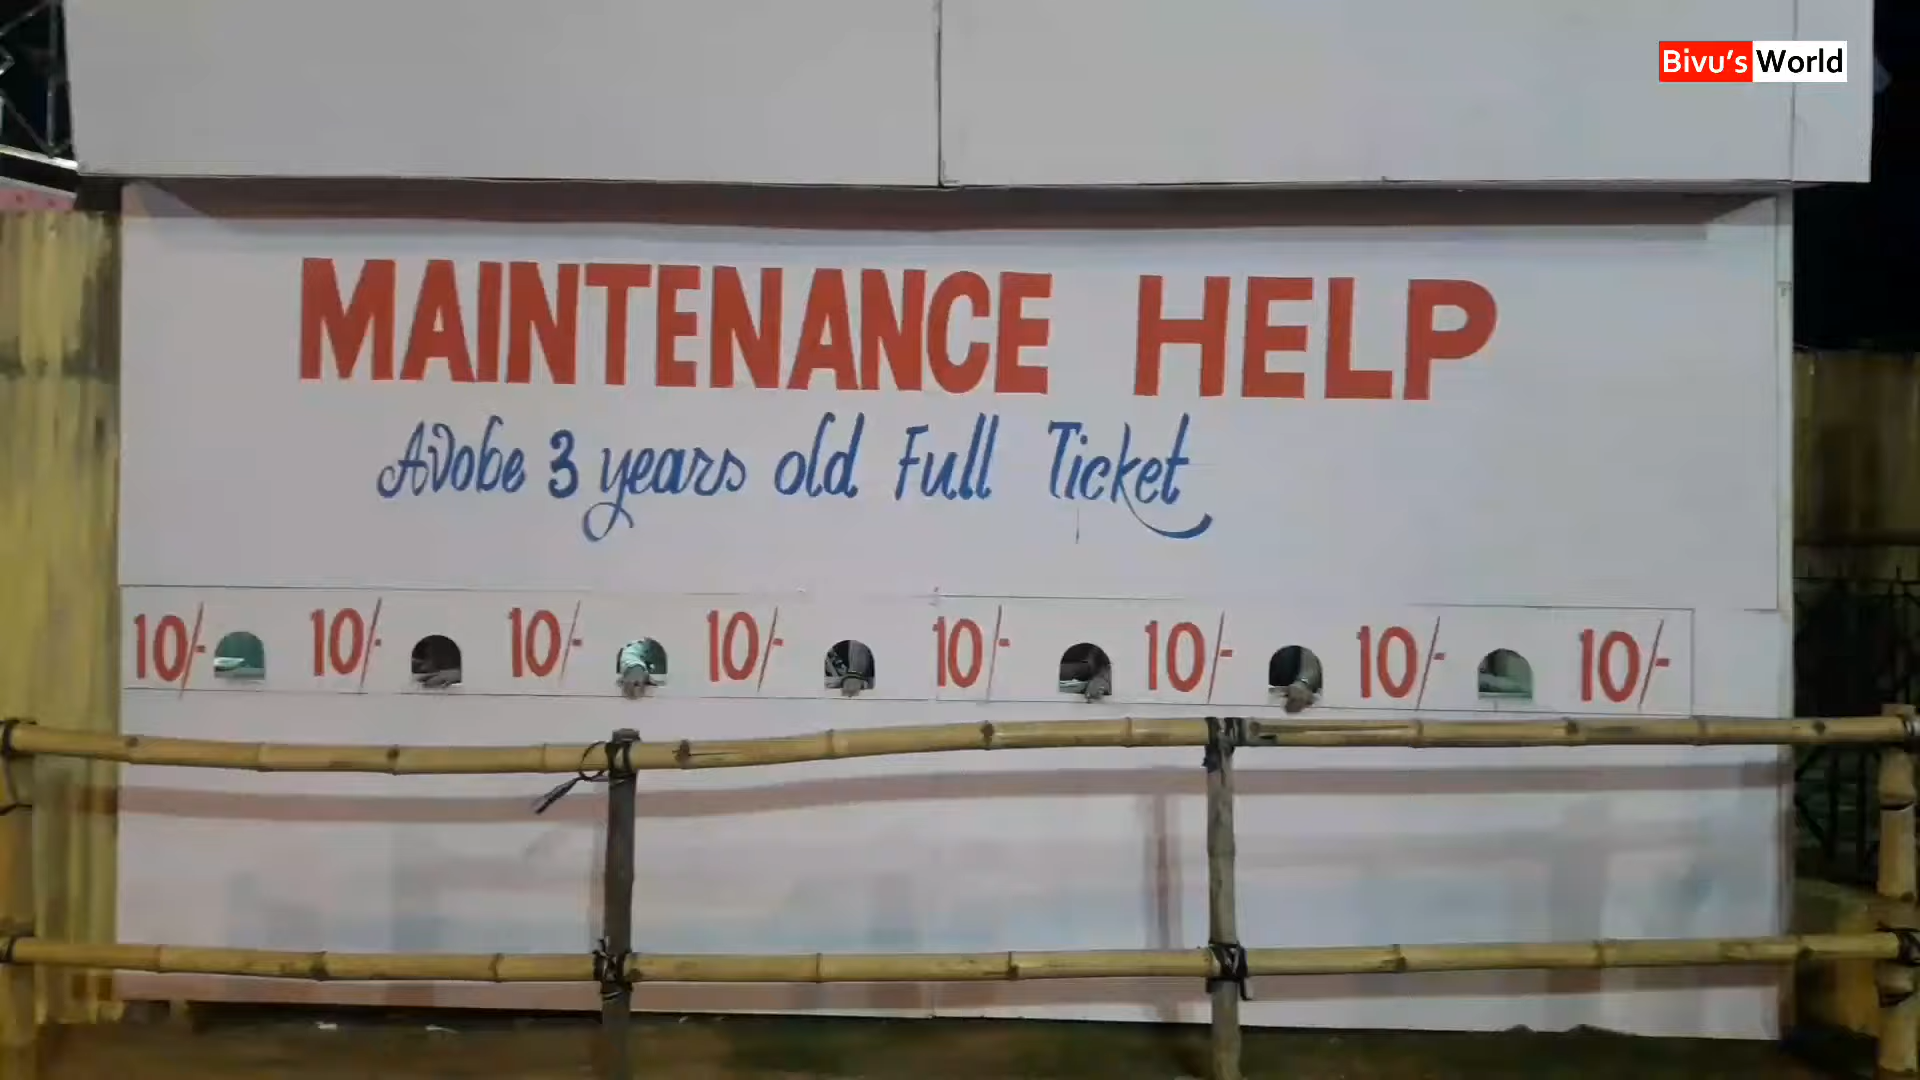 Bivu's World
MAINTENANCE HELP
Avobe 3 years old Full Ticket
10/- 10/- 10/- 10/- 10/- 10/- 10/- 10/-